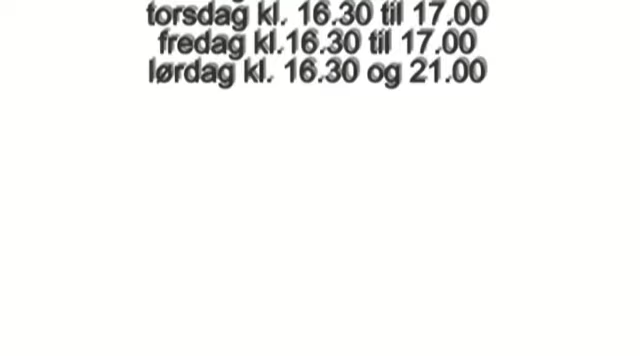 torsdag kl. 16.30 til 17.00
fredag kl.16.30 til 17.00
lørdag kl. 16.30 og 21.00